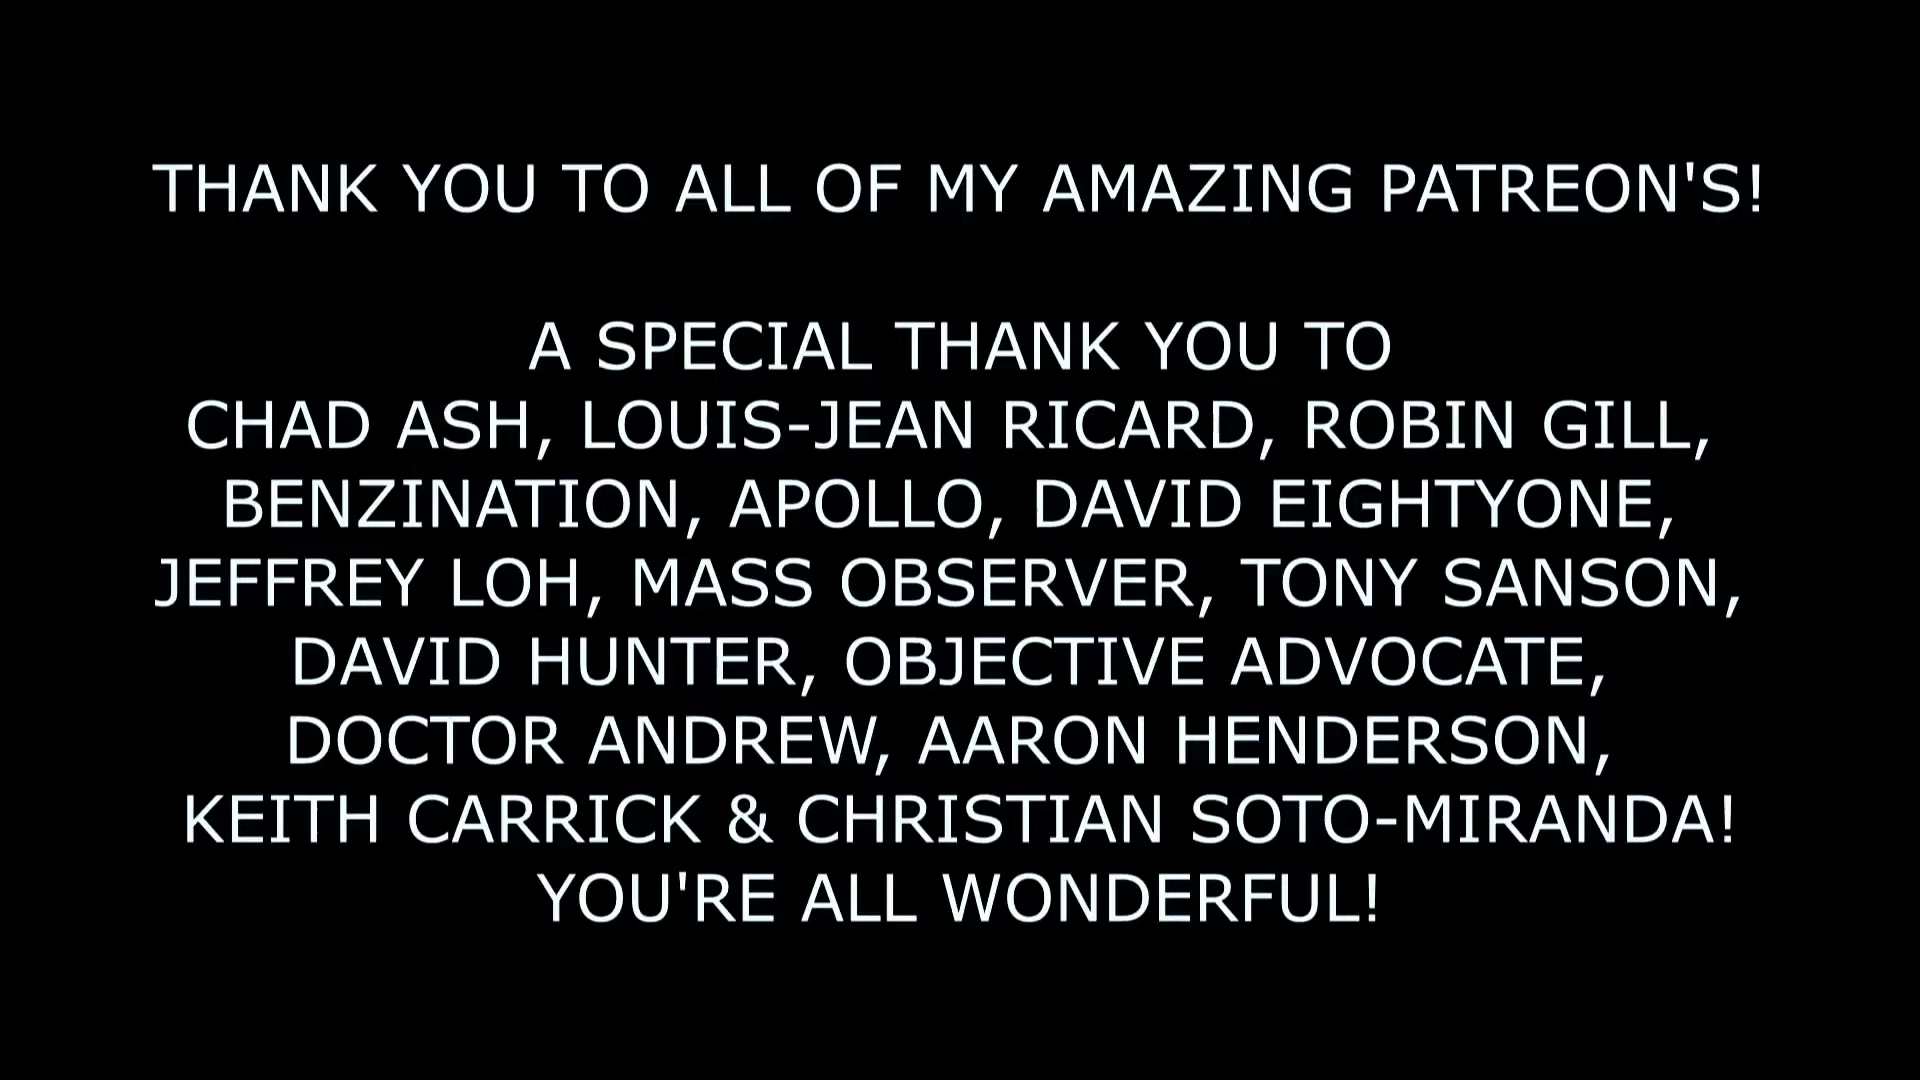 THANK YOU TO ALL OF MY AMAZING PATREON'S!
A SPECIAL THANK YOU TO
CHAD ASH, LOUIS-JEAN RICARD, ROBIN GILL,
BENZINATION, APOLLO, DAVID EIGHTYONE,
JEFFREY LOH, MASS OBSERVER, TONY SANSON,
DAVID HUNTER, OBJECTIVE ADVOCATE,
DOCTOR ANDREW, AARON HENDERSON,
KEITH CARRICK & CHRISTIAN SOTO-MIRANDA!
YOU'RE ALL WONDERFUL!